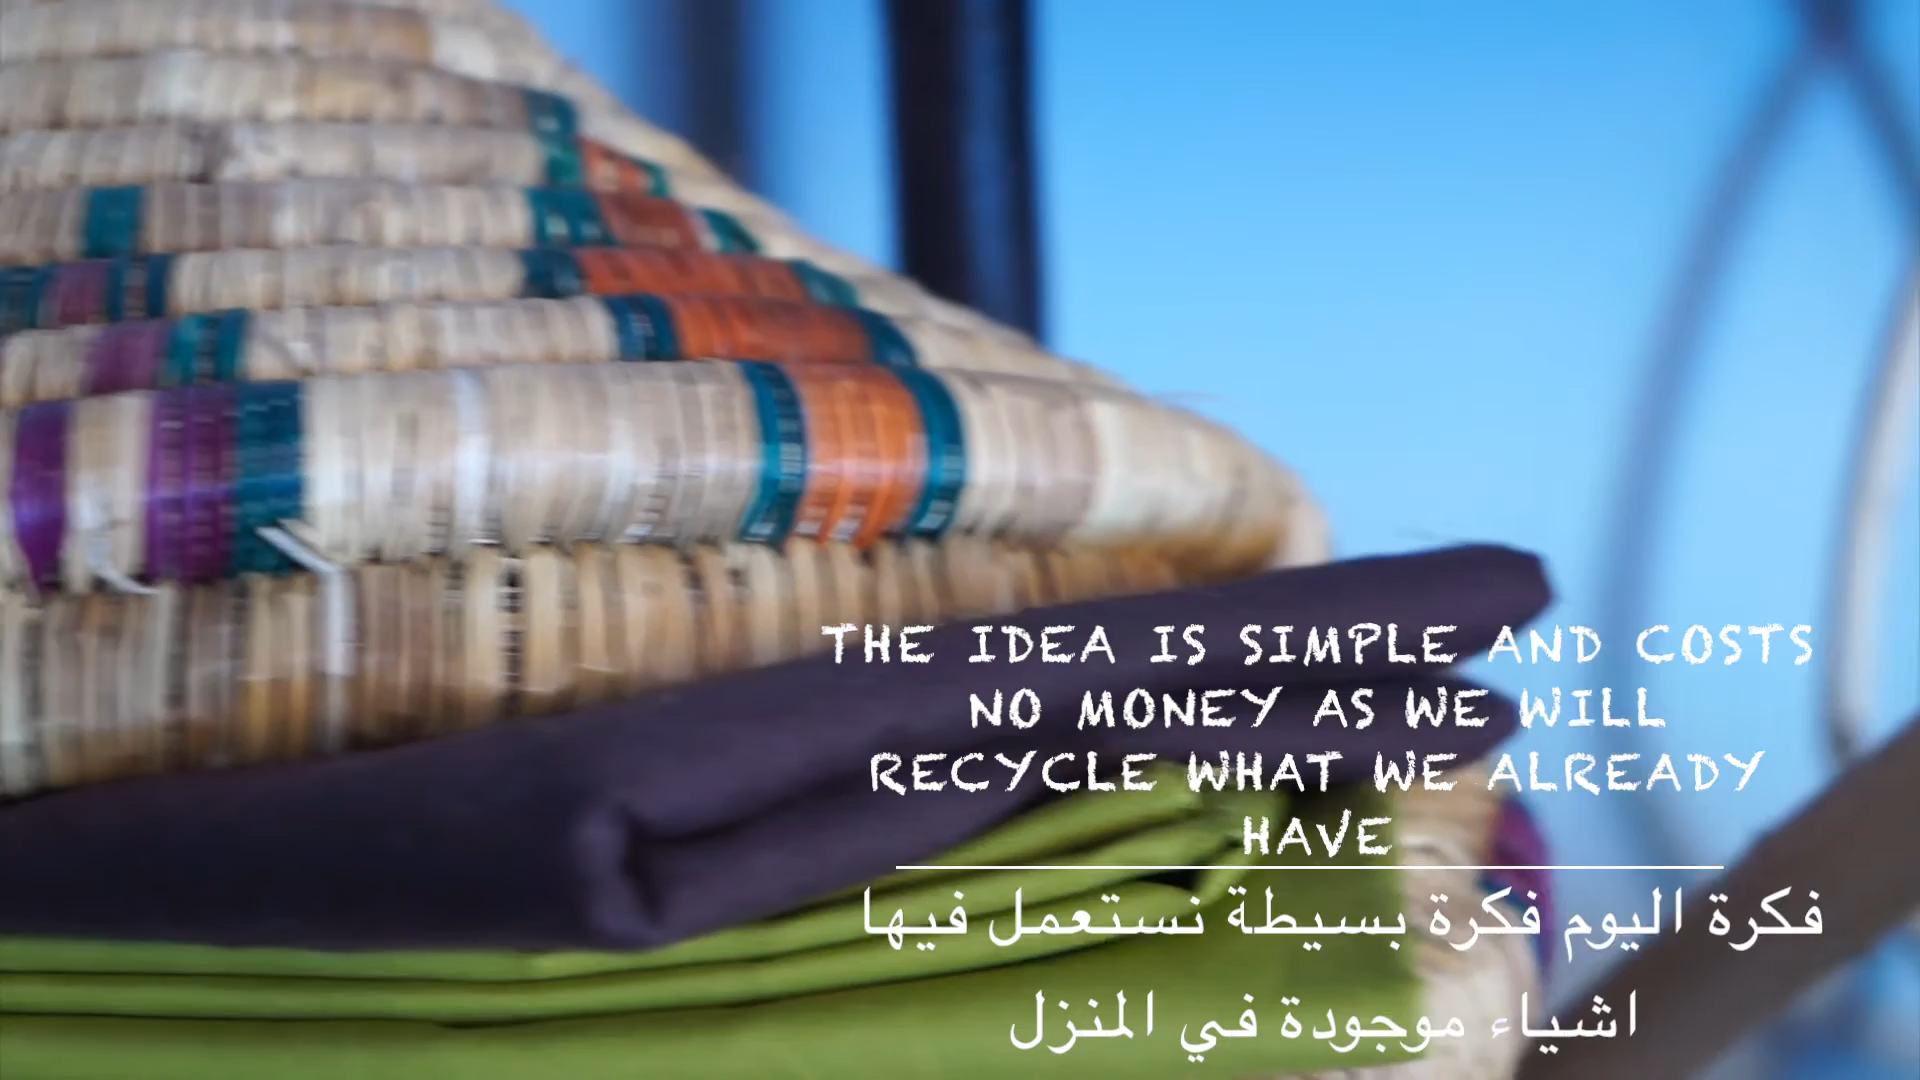 THE IDEA IS SIMPLE AND COSTS
NO MONEY AS WE WILL
RECYCLE WHAT WE ALREADY
HAVE
فكرة اليوم فكرة بسيطة نستعمل فيها
اشياء موجودة في المنزل